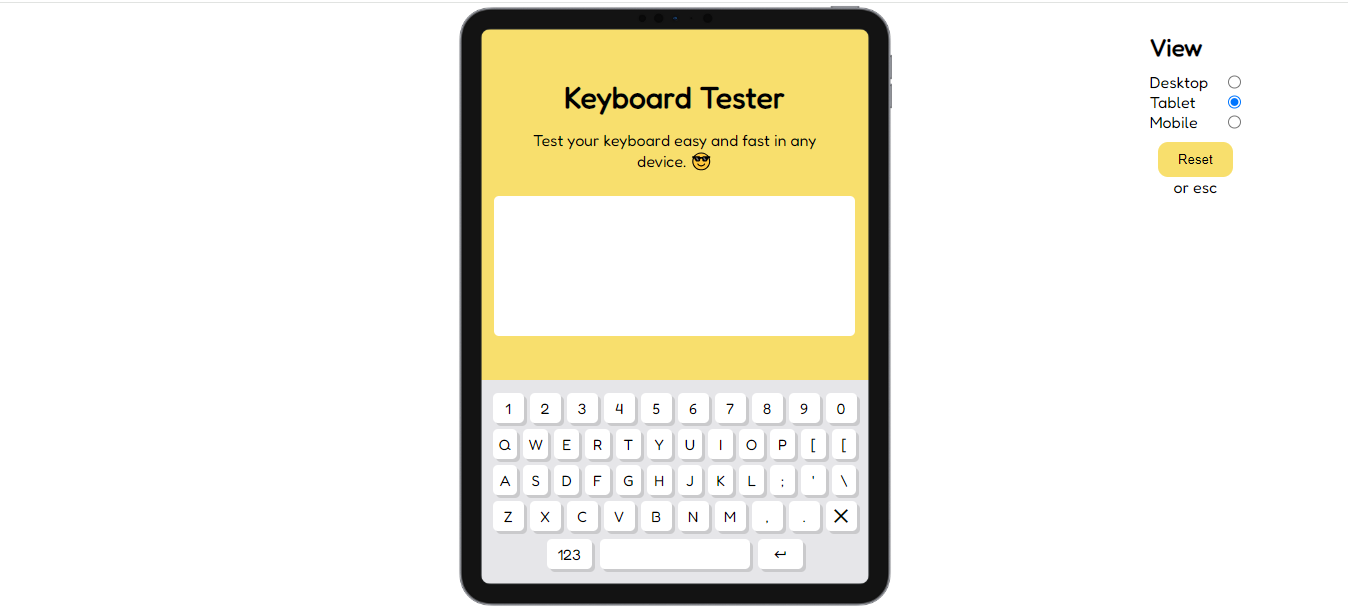 Keyboard Tester
Test your keyboard easy and fast in any
device. 😎
1 2 3 4 5 6 7 8 9 0
Q W E R T Y U I O P [ [
A S D F G H J K L ; ' \
Z X C V B N M , . X
123 ↩
View
Desktop
Tablet
Mobile
Reset
or esc